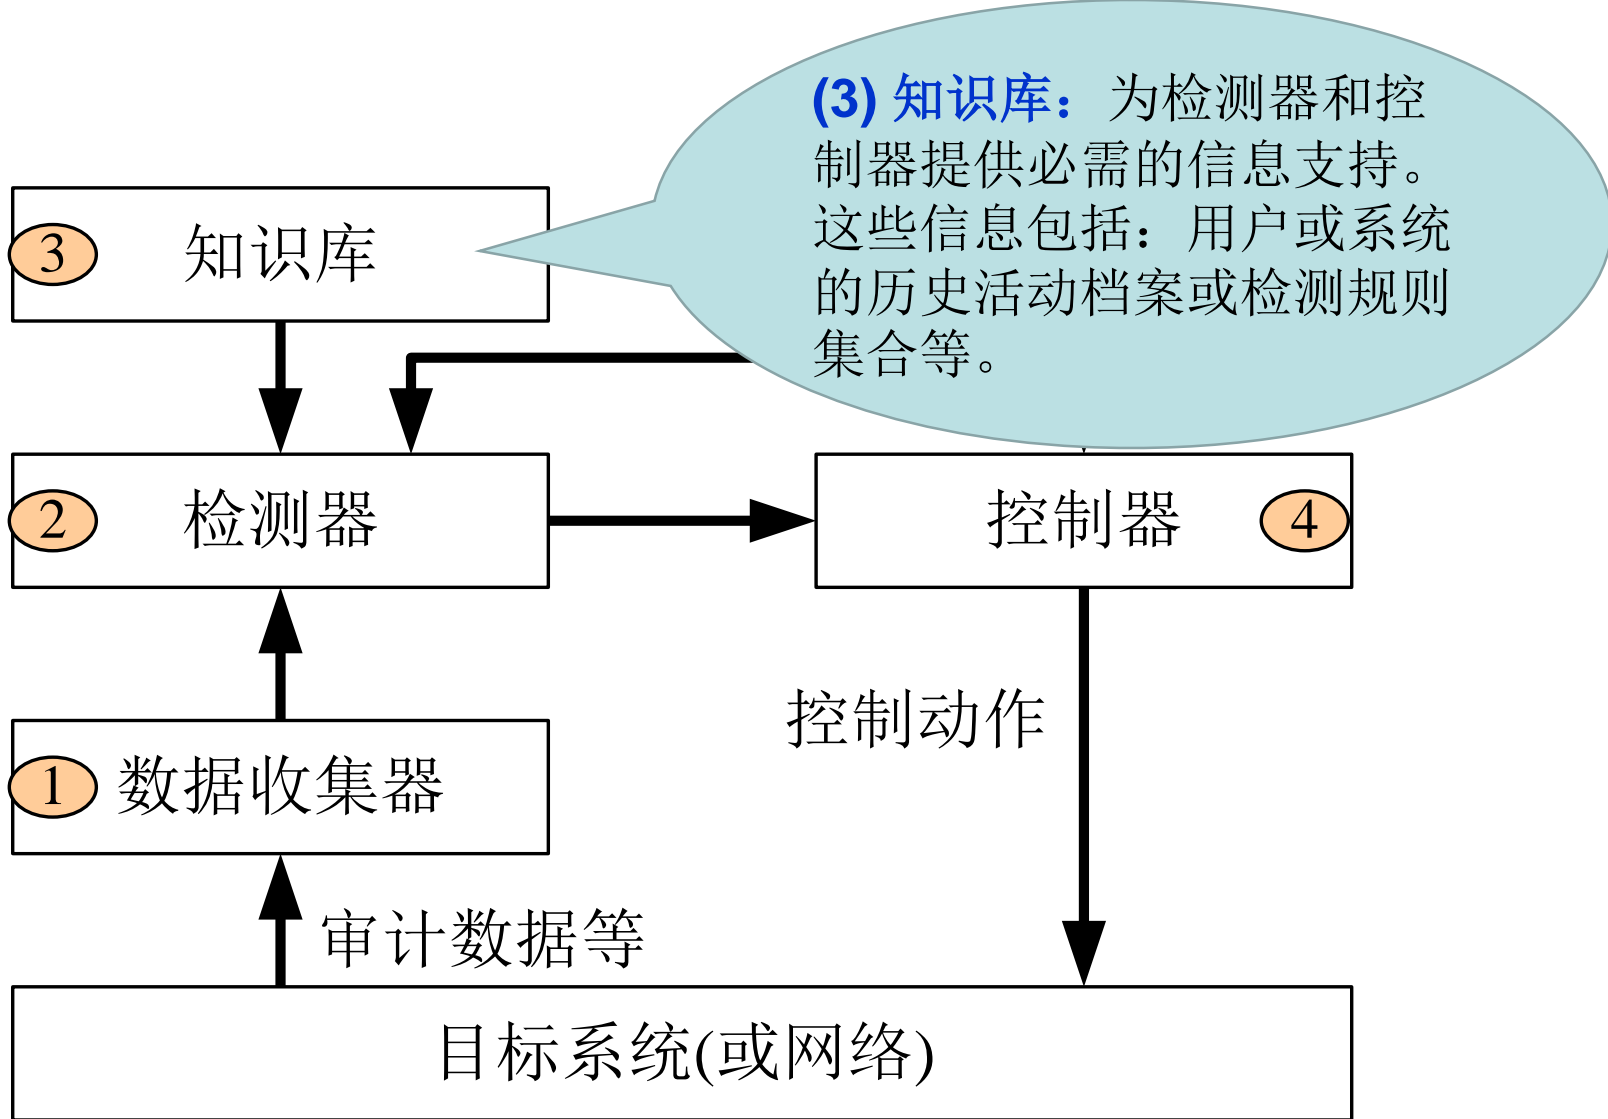 (3) 知识库：为检测器和控
制器提供必需的信息支持。
这些信息包括：用户或系统
的历史活动档案或检测规则
集合等。
3 知识库
2 检测器
控制器 4
控制动作
1 数据收集器
审计数据等
目标系统(或网络)